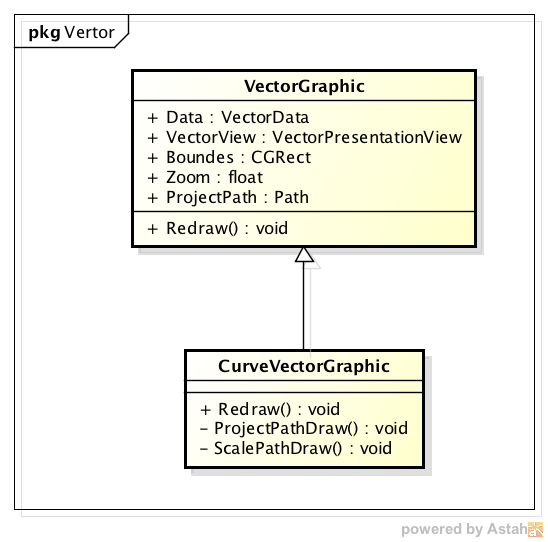 pkg Vertor
VectorGraphic
+ Data : VectorData
+ VectorView : VectorPresentationView
+ Boundes : CGRect
+ Zoom : float
+ ProjectPath : Path
+ Redraw() : void
CurveVectorGraphic
+ Redraw() : void
- ProjectPathDraw() : void
- ScalePathDraw() : void
powered by Astah